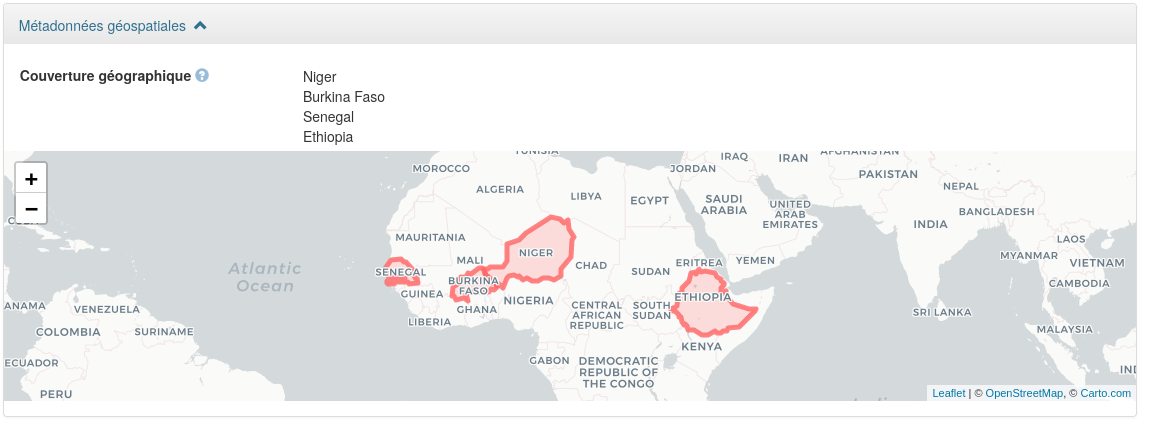 Métadonnées géospatiales
Couverture géographique ?
Niger
Burkina Faso
Senegal
Ethiopia
+
−
TUNISIA
MOROCCO
IRAQ
IRAN
AFGHANISTAN
JORDAN
PAKISTAN
ALGERIA
LIBYA
EGYPT
SAUDI
ARABIA
NEPAL
UNITED
ARAB
EMIRATES
BANGLADESH
INDIA
MAURITANIA
LAOS
MALI
NIGER
CHAD
SUDAN
ERITREA
YEMEN
MYANMAR
VIETNAM
Atlantic
Ocean
SENEGAL
BURKINA
FASO
CAMBODIA
GUINEA
NIGERIA
ETHIOPIA
ANAMA
VENEZUELA
GHANA
CENTRAL
AFRICAN
REPUBLIC
SOUTH
SUDAN
SRI LANKA
LIBERIA
COLOMBIA
SURINAME
MALAYSIA
KENYA
ECUADOR
GABON
DEMOCRATIC
REPUBLIC OF
THE CONGO
IND
PERU
Leaflet | © OpenStreetMap, © Carto.com